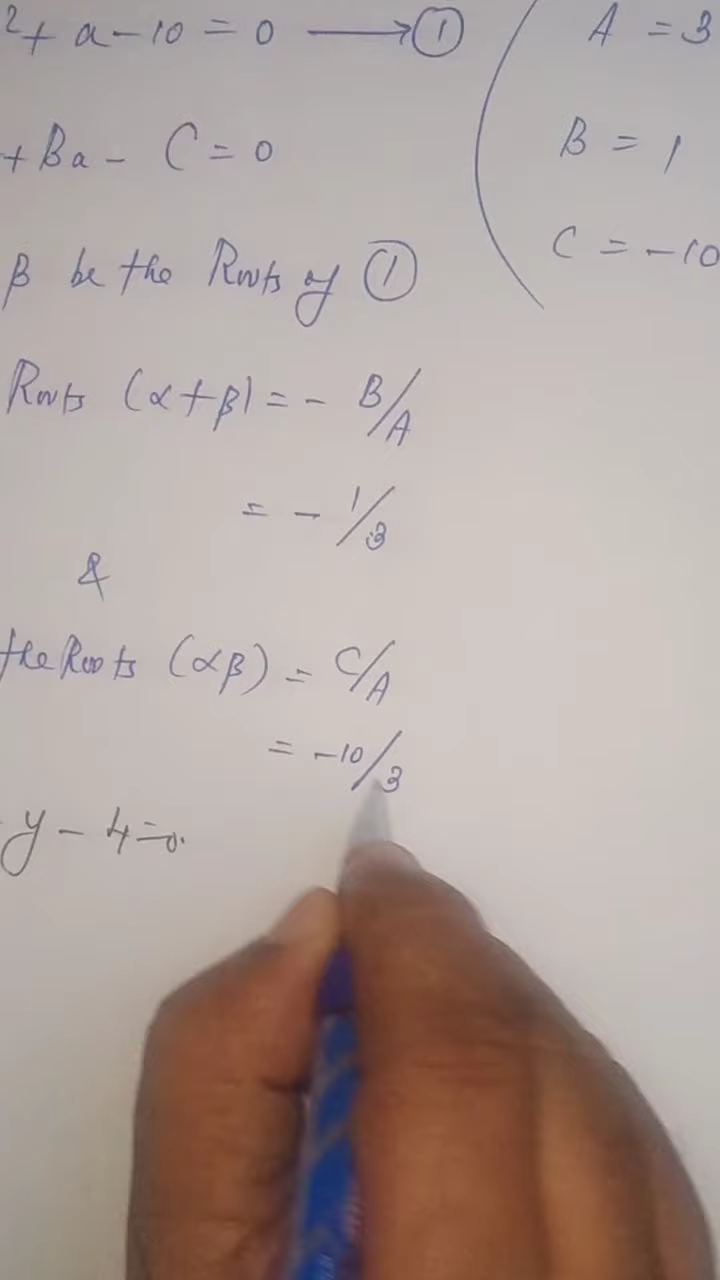 ²+ a - 10 = 0 ⟶ ①
+ Ba - C = 0
β be the Roots of ①
Roots (α+β) = - B/A
= - 1/3
&
the Roots (αβ) = C/A
= -10/3
y - 4 = 0.
A = 3
B = 1
C = -10